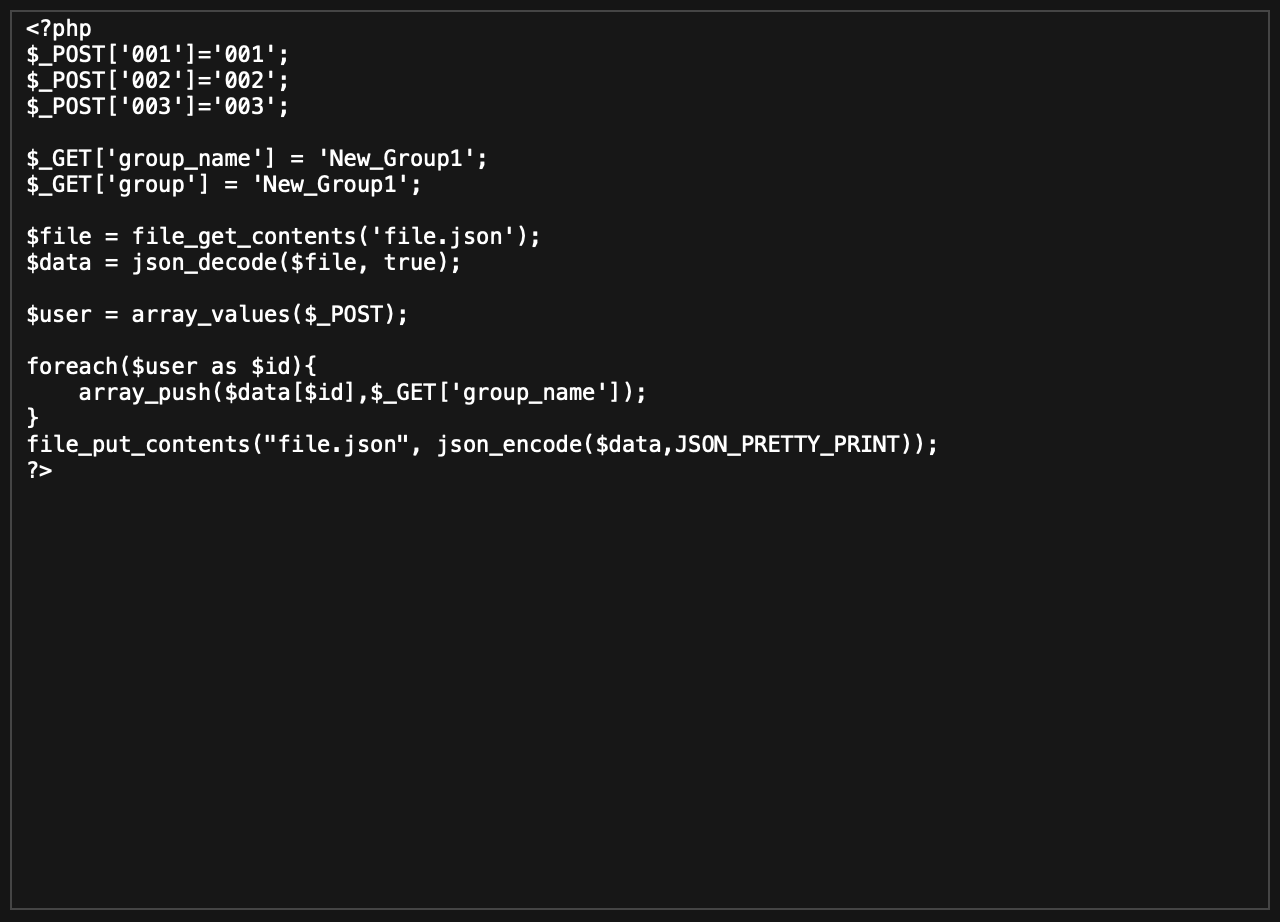 <?php
$_POST['001']='001';
$_POST['002']='002';
$_POST['003']='003';

$_GET['group_name'] = 'New_Group1';
$_GET['group'] = 'New_Group1';

$file = file_get_contents('file.json');
$data = json_decode($file, true);

$user = array_values($_POST);

foreach($user as $id){
    array_push($data[$id],$_GET['group_name']);
}
file_put_contents("file.json", json_encode($data,JSON_PRETTY_PRINT));
?>